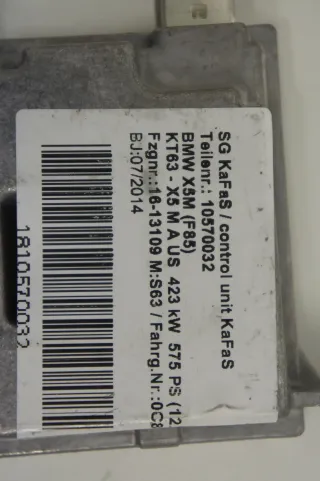 SG KaFaS / control unit KaFaS
Teilenr.: 10570032
BMW X5M (F85)
KT63 - X5 M A US 423 kW 575 PS (12
Fzgnr.:16-13109 M:S63 / Fahrg.Nr.:0C8
BJ:07/2014
1810570032